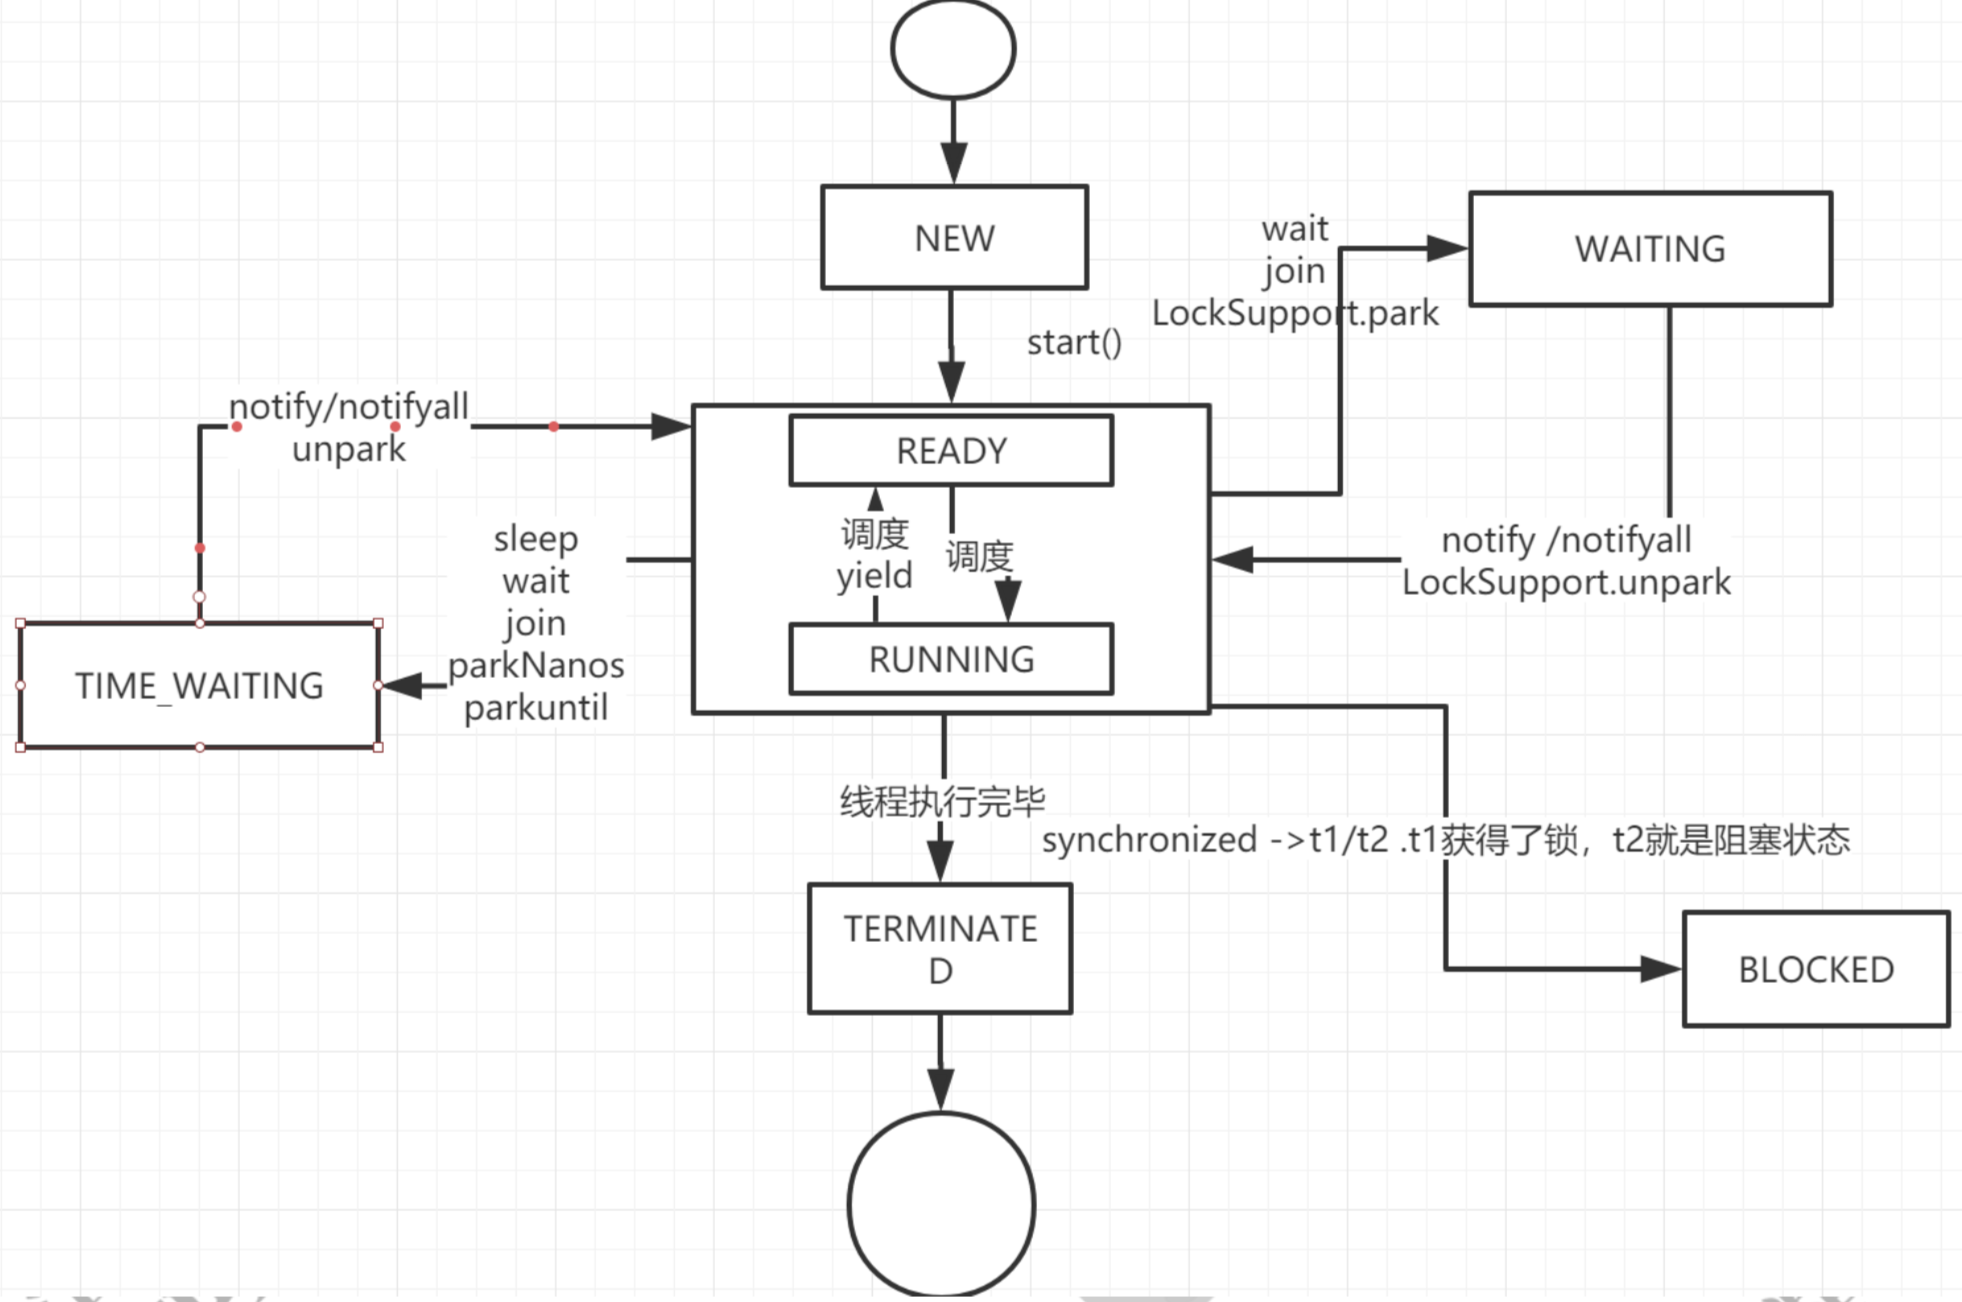 NEW
wait
join
LockSupport.park
WAITING
start()
notify/notifyall
unpark
READY
sleep
wait
join
parkNanos
parkuntil
调度
yield
调度
notify /notifyall
LockSupport.unpark
RUNNING
TIME_WAITING
线程执行完毕
synchronized ->t1/t2 .t1获得了锁，t2就是阻塞状态
TERMINATE
D
BLOCKED